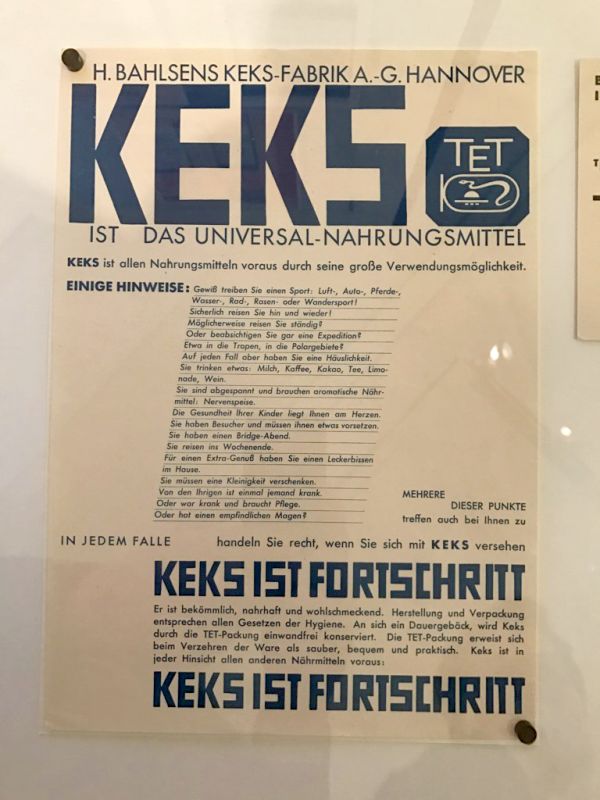 H. BAHLSENS KEKS-FABRIK A.-G. HANNOVER
KEKS
TET
IST DAS UNIVERSAL-NAHRUNGSMITTEL
KEKS ist allen Nahrungsmitteln voraus durch seine große Verwendungsmöglichkeit.
EINIGE HINWEISE: Gewiß treiben Sie einen Sport: Luft-, Auto-, Pferde-,
Wasser-, Rad-, Rasen- oder Wandersport!
Sicherlich reisen Sie hin und wieder!
Möglicherweise reisen Sie ständig?
Oder beabsichtigen Sie gar eine Expedition?
Etwa in die Tropen, in die Polargebiete?
Auf jeden Fall aber haben Sie eine Häuslichkeit.
Sie trinken etwas: Milch, Kaffee, Kakao, Tee, Limo-
nade, Wein.
Sie sind abgespannt und brauchen aromatische Nähr-
mittel: Nervenspeise.
Die Gesundheit Ihrer Kinder liegt Ihnen am Herzen.
Sie haben Besucher und müssen ihnen etwas vorsetzen.
Sie haben einen Bridge-Abend.
Sie reisen ins Wochenende.
Für einen Extra-Genuß haben Sie einen Leckerbissen
im Hause.
Sie müssen eine Kleinigkeit verschenken.
Von den Ihrigen ist einmal jemand krank.
Oder war krank und braucht Pflege.
Oder hat einen empfindlichen Magen?
MEHRERE
DIESER PUNKTE
treffen auch bei Ihnen zu
IN JEDEM FALLE handeln Sie recht, wenn Sie sich mit KEKS versehen
KEKS IST FORTSCHRITT
Er ist bekömmlich, nahrhaft und wohlschmeckend. Herstellung und Verpackung
entsprechen allen Gesetzen der Hygiene. An sich ein Dauergebäck, wird Keks
durch die TET-Packung einwandfrei konserviert. Die TET-Packung erweist sich
beim Verzehren der Ware als sauber, bequem und praktisch. Keks ist in
jeder Hinsicht allen anderen Nährmitteln voraus:
KEKS IST FORTSCHRITT